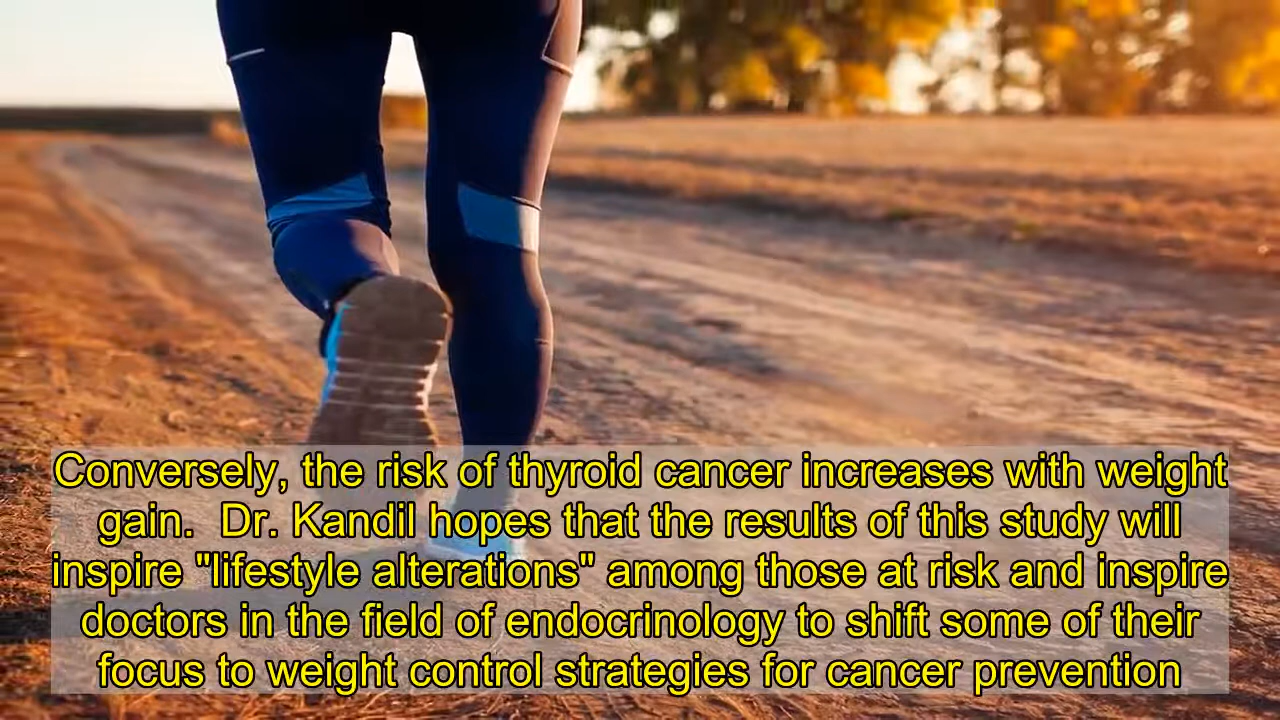 Conversely, the risk of thyroid cancer increases with weight
gain.  Dr. Kandil hopes that the results of this study will
inspire "lifestyle alterations" among those at risk and inspire
doctors in the field of endocrinology to shift some of their
focus to weight control strategies for cancer prevention